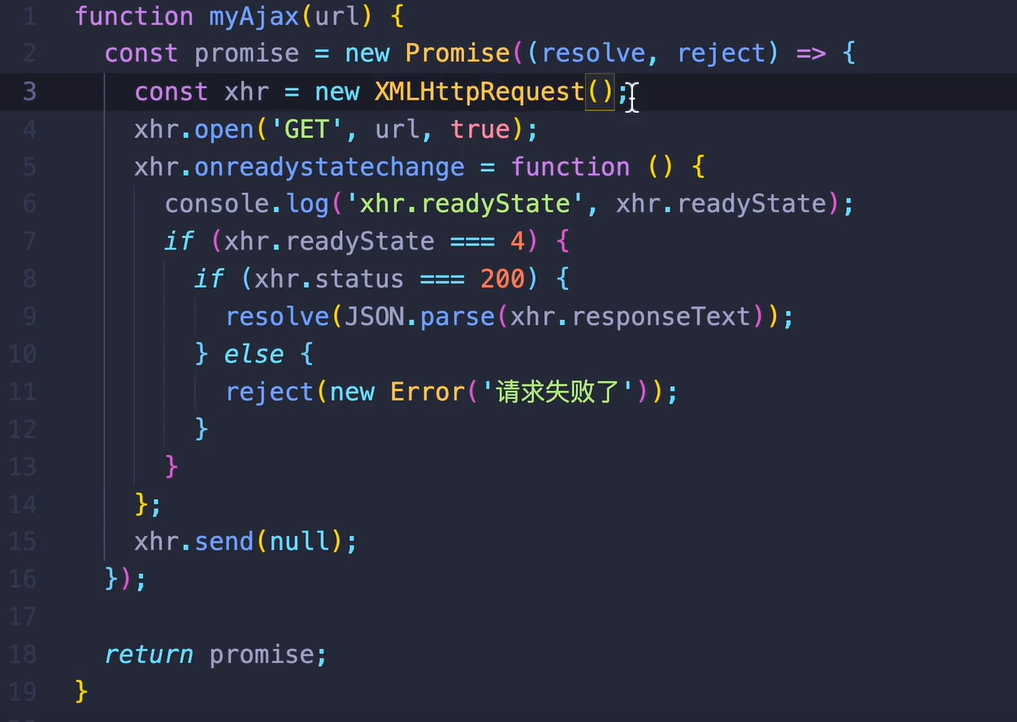 1 function myAjax(url) {
2 const promise = new Promise((resolve, reject) => {
3 const xhr = new XMLHttpRequest();
4 xhr.open('GET', url, true);
5 xhr.onreadystatechange = function () {
6 console.log('xhr.readyState', xhr.readyState);
7 if (xhr.readyState === 4) {
8 if (xhr.status === 200) {
9 resolve(JSON.parse(xhr.responseText));
10 } else {
11 reject(new Error('请求失败了'));
12 }
13 }
14 };
15 xhr.send(null);
16 });
17
18 return promise;
19 }